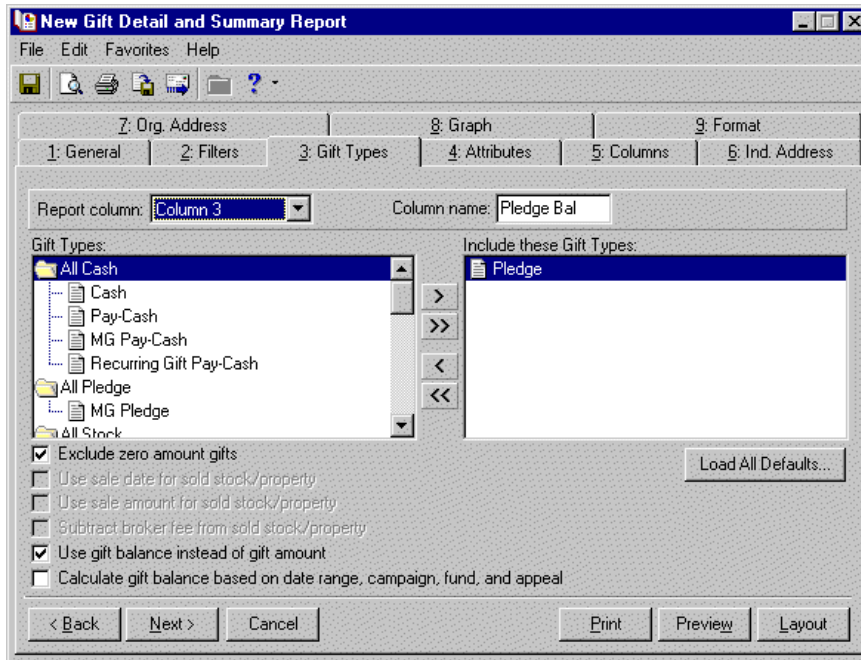 New Gift Detail and Summary Report
File Edit Favorites Help
7: Org. Address 8: Graph 9: Format
1: General 2: Filters 3: Gift Types 4: Attributes 5: Columns 6: Ind. Address
Report column: Column 3 Column name: Pledge Bal
Gift Types: Include these Gift Types:
All Cash Pledge
Cash
Pay-Cash
MG Pay-Cash
Recurring Gift Pay-Cash
All Pledge
MG Pledge
All Stock
> 
>>
<
<<
Exclude zero amount gifts
Load All Defaults...
Use sale date for sold stock/property
Use sale amount for sold stock/property
Subtract broker fee from sold stock/property
Use gift balance instead of gift amount
Calculate gift balance based on date range, campaign, fund, and appeal
< Back Next > Cancel Print Preview Layout